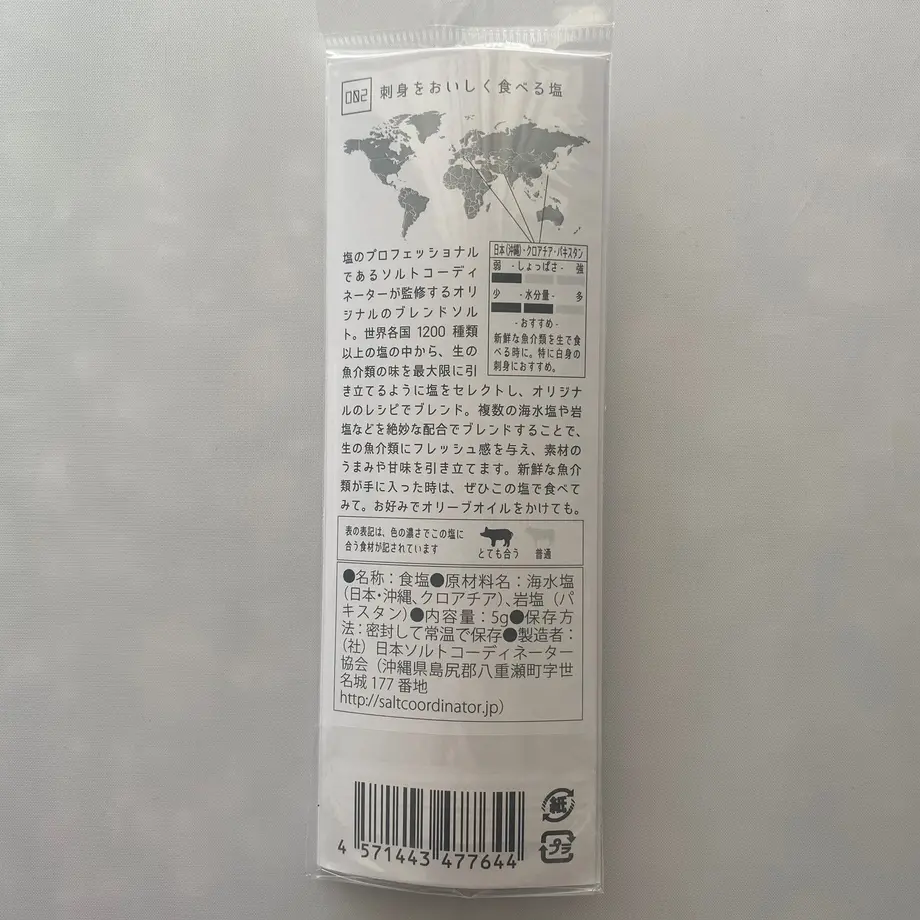 002 刺身をおいしく食べる塩
日本(沖縄)・クロアチア・パキスタン
弱 -しょっぱさ- 強
少 -水分量- 多
-おすすめ-
新鮮な魚介類を生で食
べる時に。特に白身の
刺身におすすめ。
塩のプロフェッショナル
であるソルトコーディ
ネーターが監修するオリ
ジナルのブレンドソル
ト。世界各国 1200 種類
以上の塩の中から、生の
魚介類の味を最大限に引
き立てるように塩をセレクトし、オリジナ
ルのレシピでブレンド。複数の海水塩や岩
塩などを絶妙な配合でブレンドすることで、
生の魚介類にフレッシュ感を与え、素材の
うまみや甘味を引き立てます。新鮮な魚介
類が手に入った時は、ぜひこの塩で食べて
みて。お好みでオリーブオイルをかけても。
表の表記は、色の濃さでこの塩に
合う食材が記されています
とても合う 普通
●名称：食塩●原材料名：海水塩
(日本・沖縄、クロアチア)、岩塩（パ
キスタン)●内容量：5g●保存方
法：密封して常温で保存●製造者：
(社）日本ソルトコーディネーター
協会（沖縄県島尻郡八重瀬町字世
名城 177 番地
http://saltcoordinator.jp）
紙
プラ
4 571443 477644